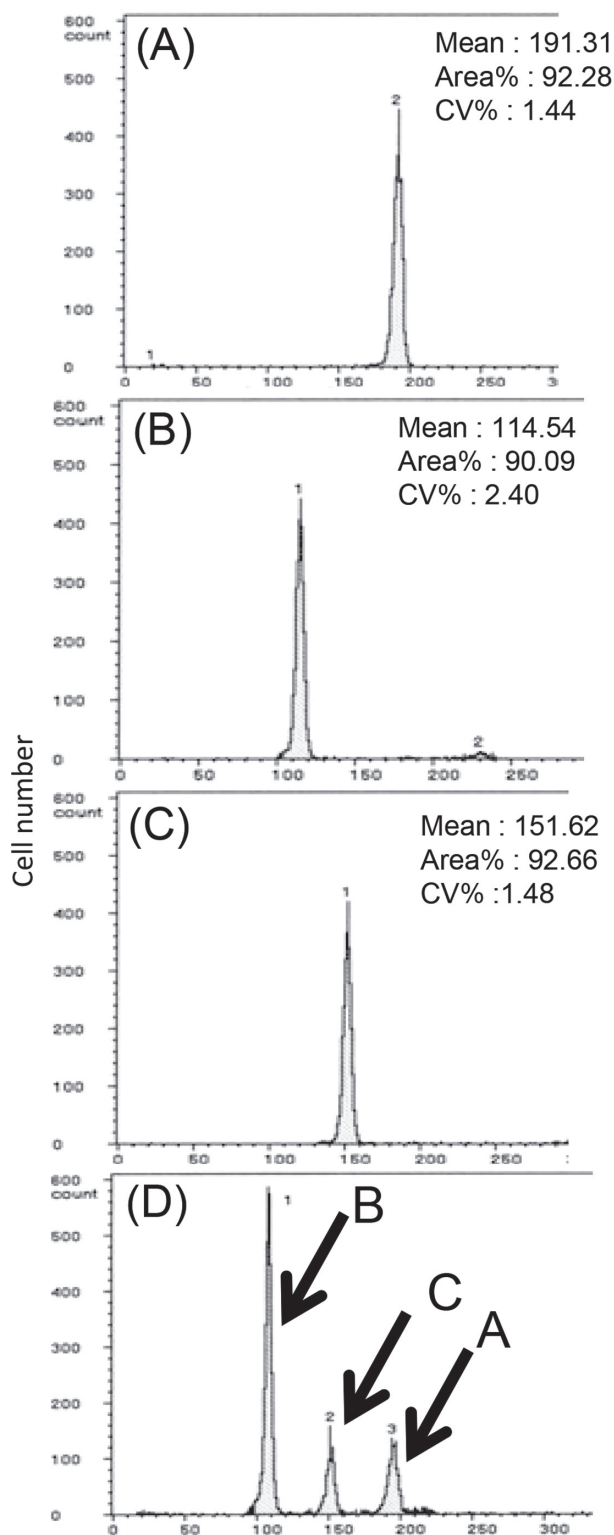 Cell number
600
count
500
400
300
200
100
0
(A)
Mean : 191.31
Area% : 92.28
CV% : 1.44
1
2
0 50 100 150 200 250 3
600
count
500
400
300
200
100
0
(B)
Mean : 114.54
Area% : 90.09
CV% : 2.40
1
2
0 50 100 150 200 250
600
count
500
400
300
200
100
0
(C)
Mean : 151.62
Area% : 92.66
CV% :1.48
1
0 50 100 150 200 250
600
count
500
400
300
200
100
0
(D)
1
B
2
C
3
A
0 50 100 150 200 250 300